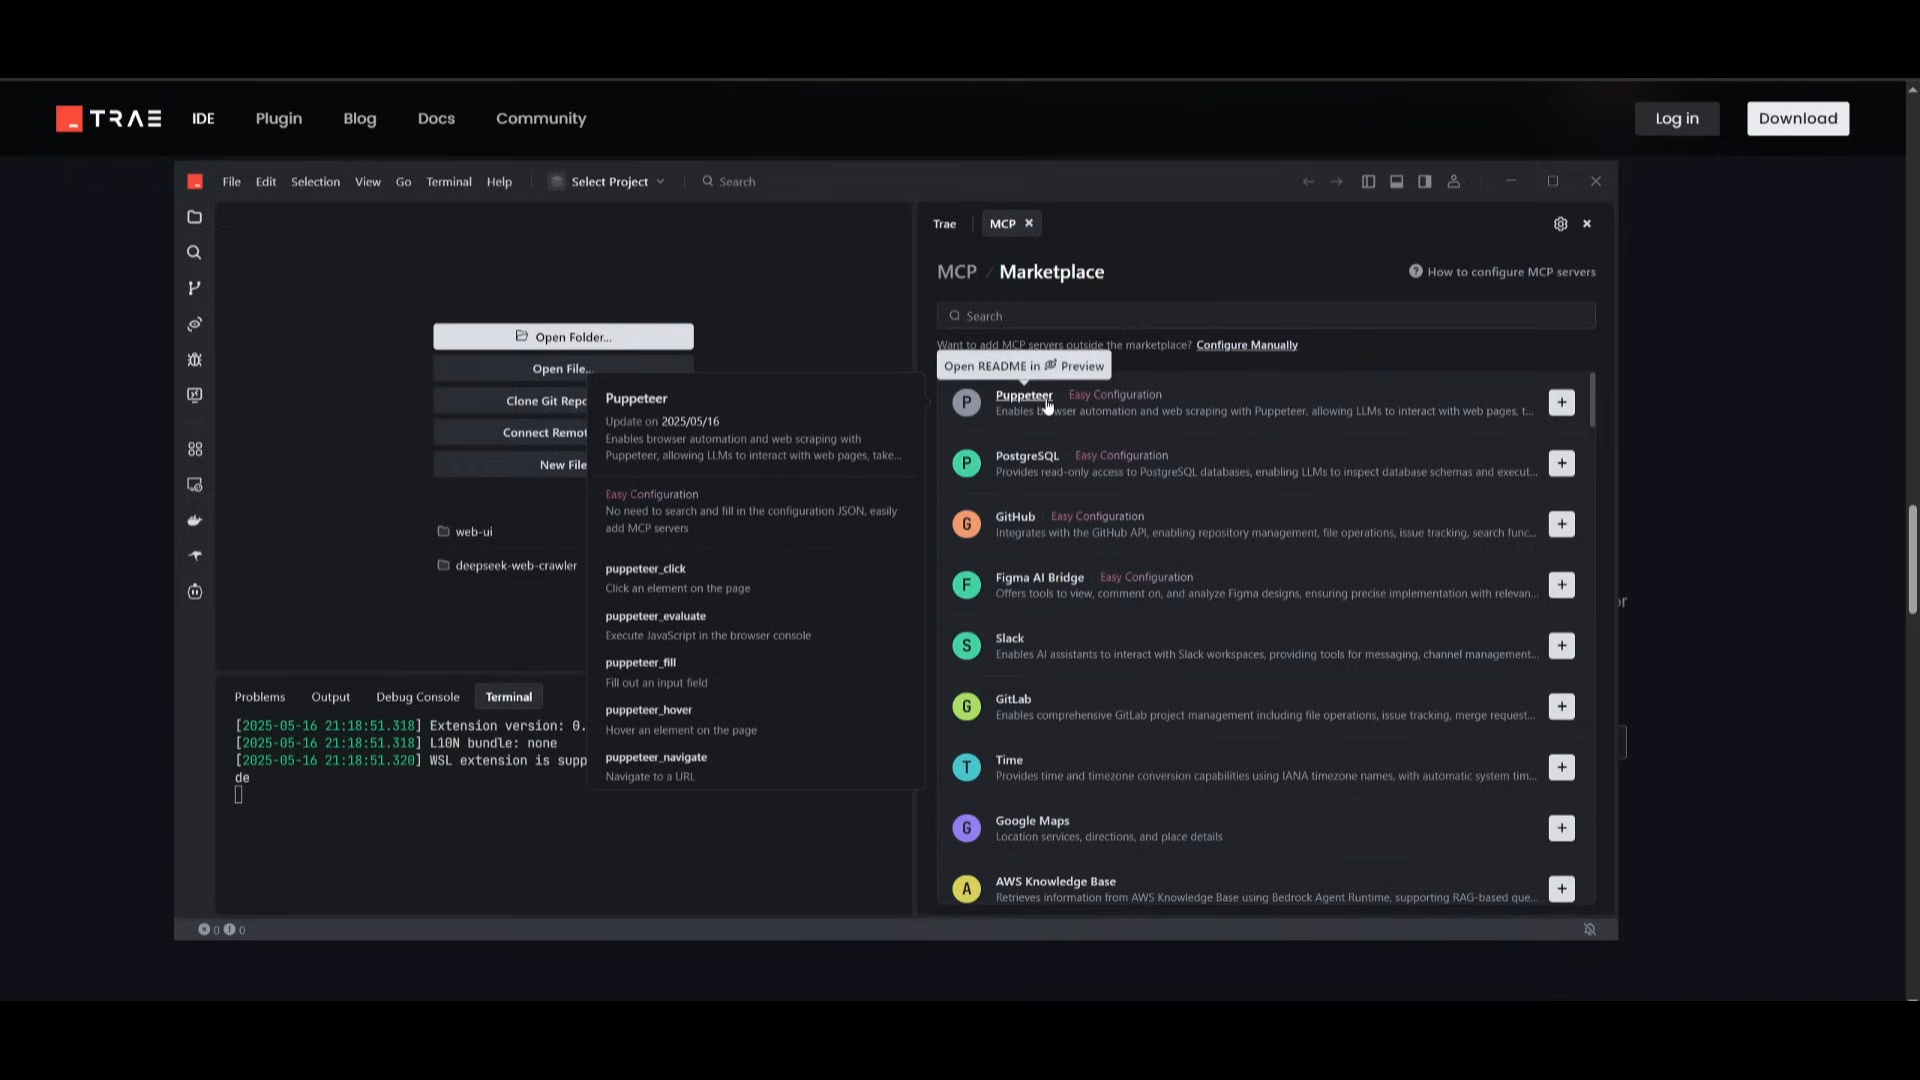 TRAE IDE Plugin Blog Docs Community Log in Download
File Edit Selection View Go Terminal Help Select Project Search
Trae MCP
MCP / Marketplace How to configure MCP servers
Search
Want to add MCP servers outside the marketplace? Configure Manually
Open README in Preview
P Puppeteer Easy Configuration
Enables browser automation and web scraping with Puppeteer, allowing LLMs to interact with web pages, t...
P PostgreSQL Easy Configuration
Provides read-only access to PostgreSQL databases, enabling LLMs to inspect database schemas and execut...
G GitHub Easy Configuration
Integrates with the GitHub API, enabling repository management, file operations, issue tracking, search func...
F Figma AI Bridge Easy Configuration
Offers tools to view, comment on, and analyze Figma designs, ensuring precise implementation with relevan...
S Slack
Enables AI assistants to interact with Slack workspaces, providing tools for messaging, channel management...
G GitLab
Enables comprehensive GitLab project management including file operations, issue tracking, merge request...
T Time
Provides time and timezone conversion capabilities using IANA timezone names, with automatic system tim...
G Google Maps
Location services, directions, and place details
A AWS Knowledge Base
Retrieves information from AWS Knowledge Base using Bedrock Agent Runtime, supporting RAG-based que...
Open Folder...
Open File...
Clone Git Repo
Connect Remot
New File
web-ui
deepseek-web-crawler
Puppeteer
Update on 2025/05/16
Enables browser automation and web scraping with
Puppeteer, allowing LLMs to interact with web pages, take...
Easy Configuration
No need to search and fill in the configuration JSON, easily
add MCP servers
puppeteer_click
Click an element on the page
puppeteer_evaluate
Execute JavaScript in the browser console
puppeteer_fill
Fill out an input field
puppeteer_hover
Hover an element on the page
puppeteer_navigate
Navigate to a URL
Problems Output Debug Console Terminal
[2025-05-16 21:18:51.318] Extension version: 0.
[2025-05-16 21:18:51.318] L10N bundle: none
[2025-05-16 21:18:51.320] WSL extension is supp
de
0 0